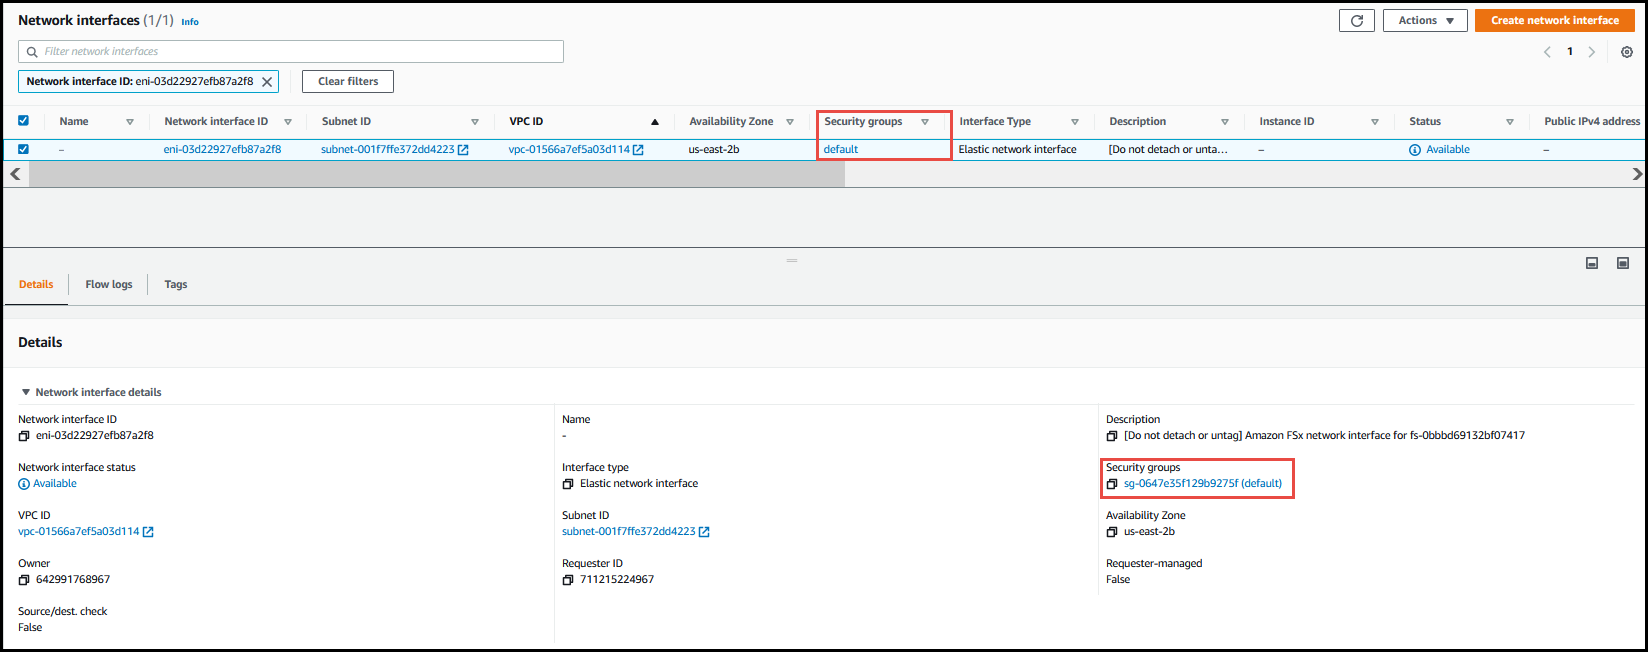 Network interfaces (1/1) Info
Actions
Create network interface
Filter network interfaces
1
Network interface ID: eni-03d22927efb87a2f8
Clear filters
Name Network interface ID Subnet ID VPC ID Availability Zone Security groups Interface Type Description Instance ID Status Public IPv4 address
– eni-03d22927efb87a2f8 subnet-001f7ffe372dd4223 vpc-01566a7ef5a03d114 us-east-2b default Elastic network interface [Do not detach or unta... – Available –
Details Flow logs Tags
Details
Network interface details
Network interface ID
eni-03d22927efb87a2f8
Name
-
Description
[Do not detach or untag] Amazon FSx network interface for fs-0bbbd69132bf07417
Network interface status
Available
Interface type
Elastic network interface
Security groups
sg-0647e35f129b9275f (default)
VPC ID
vpc-01566a7ef5a03d114
Subnet ID
subnet-001f7ffe372dd4223
Availability Zone
us-east-2b
Owner
642991768967
Requester ID
711215224967
Requester-managed
False
Source/dest. check
False